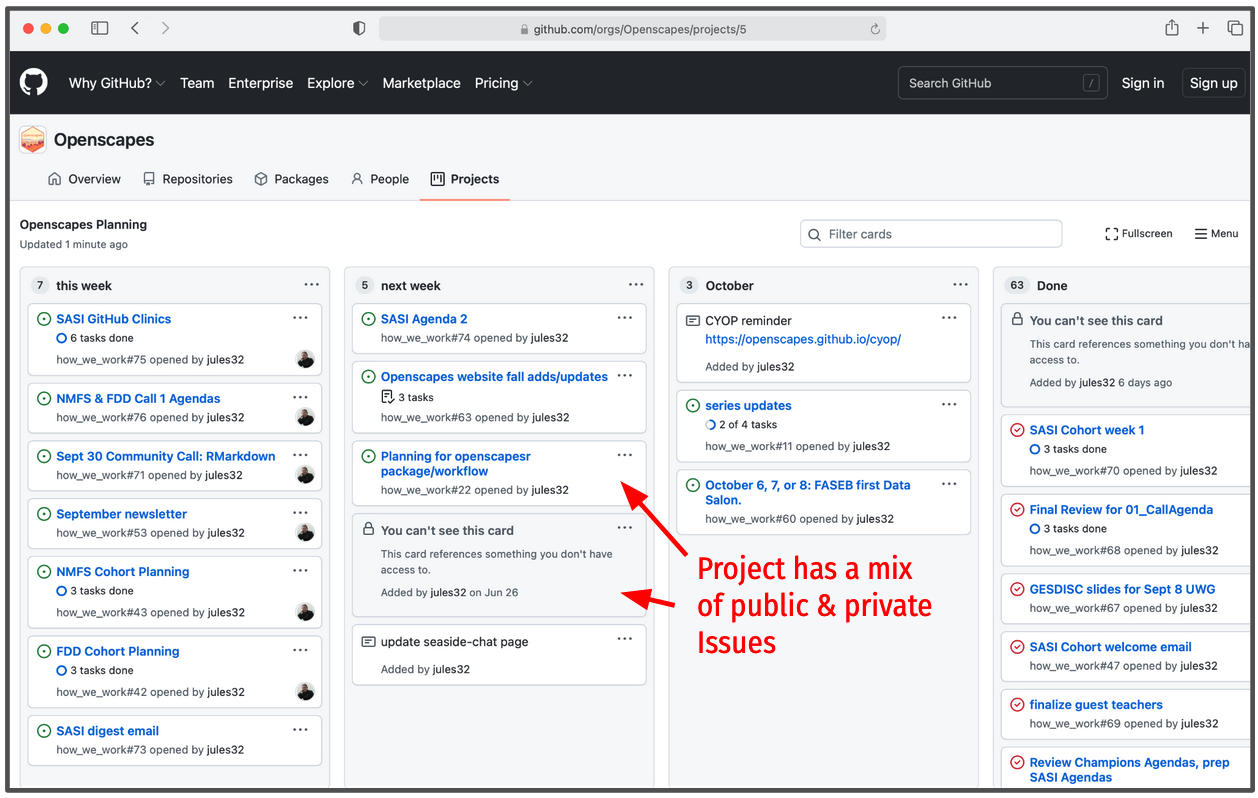 github.com/orgs/Openscapes/projects/5
Why GitHub? Team Enterprise Explore Marketplace Pricing Search GitHub / Sign in Sign up
Openscapes
Overview Repositories Packages People Projects
Openscapes Planning
Updated 1 minute ago
Filter cards
Fullscreen
Menu
7 this week
SASI GitHub Clinics
6 tasks done
how_we_work#75 opened by jules32
NMFS & FDD Call 1 Agendas
how_we_work#76 opened by jules32
Sept 30 Community Call: RMarkdown
how_we_work#71 opened by jules32
September newsletter
how_we_work#53 opened by jules32
NMFS Cohort Planning
3 tasks done
how_we_work#43 opened by jules32
FDD Cohort Planning
3 tasks done
how_we_work#42 opened by jules32
SASI digest email
how_we_work#73 opened by jules32
5 next week
SASI Agenda 2
how_we_work#74 opened by jules32
Openscapes website fall adds/updates
3 tasks
how_we_work#63 opened by jules32
Planning for openscapesr
package/workflow
how_we_work#22 opened by jules32
You can't see this card
This card references something you don't have
access to.
Added by jules32 on Jun 26
update seaside-chat page
Added by jules32
3 October
CYOP reminder
https://openscapes.github.io/cyop/
Added by jules32
series updates
2 of 4 tasks
how_we_work#11 opened by jules32
October 6, 7, or 8: FASEB first Data
Salon.
how_we_work#60 opened by jules32
Project has a mix
of public & private
Issues
63 Done
You can't see this card
This card references something you don't ha
access to.
Added by jules32 6 days ago
SASI Cohort week 1
3 tasks done
how_we_work#70 opened by jules32
Final Review for 01_CallAgenda
3 tasks done
how_we_work#68 opened by jules32
GESDISC slides for Sept 8 UWG
how_we_work#67 opened by jules32
SASI Cohort welcome email
how_we_work#47 opened by jules32
finalize guest teachers
how_we_work#69 opened by jules32
Review Champions Agendas, prep
SASI Agendas